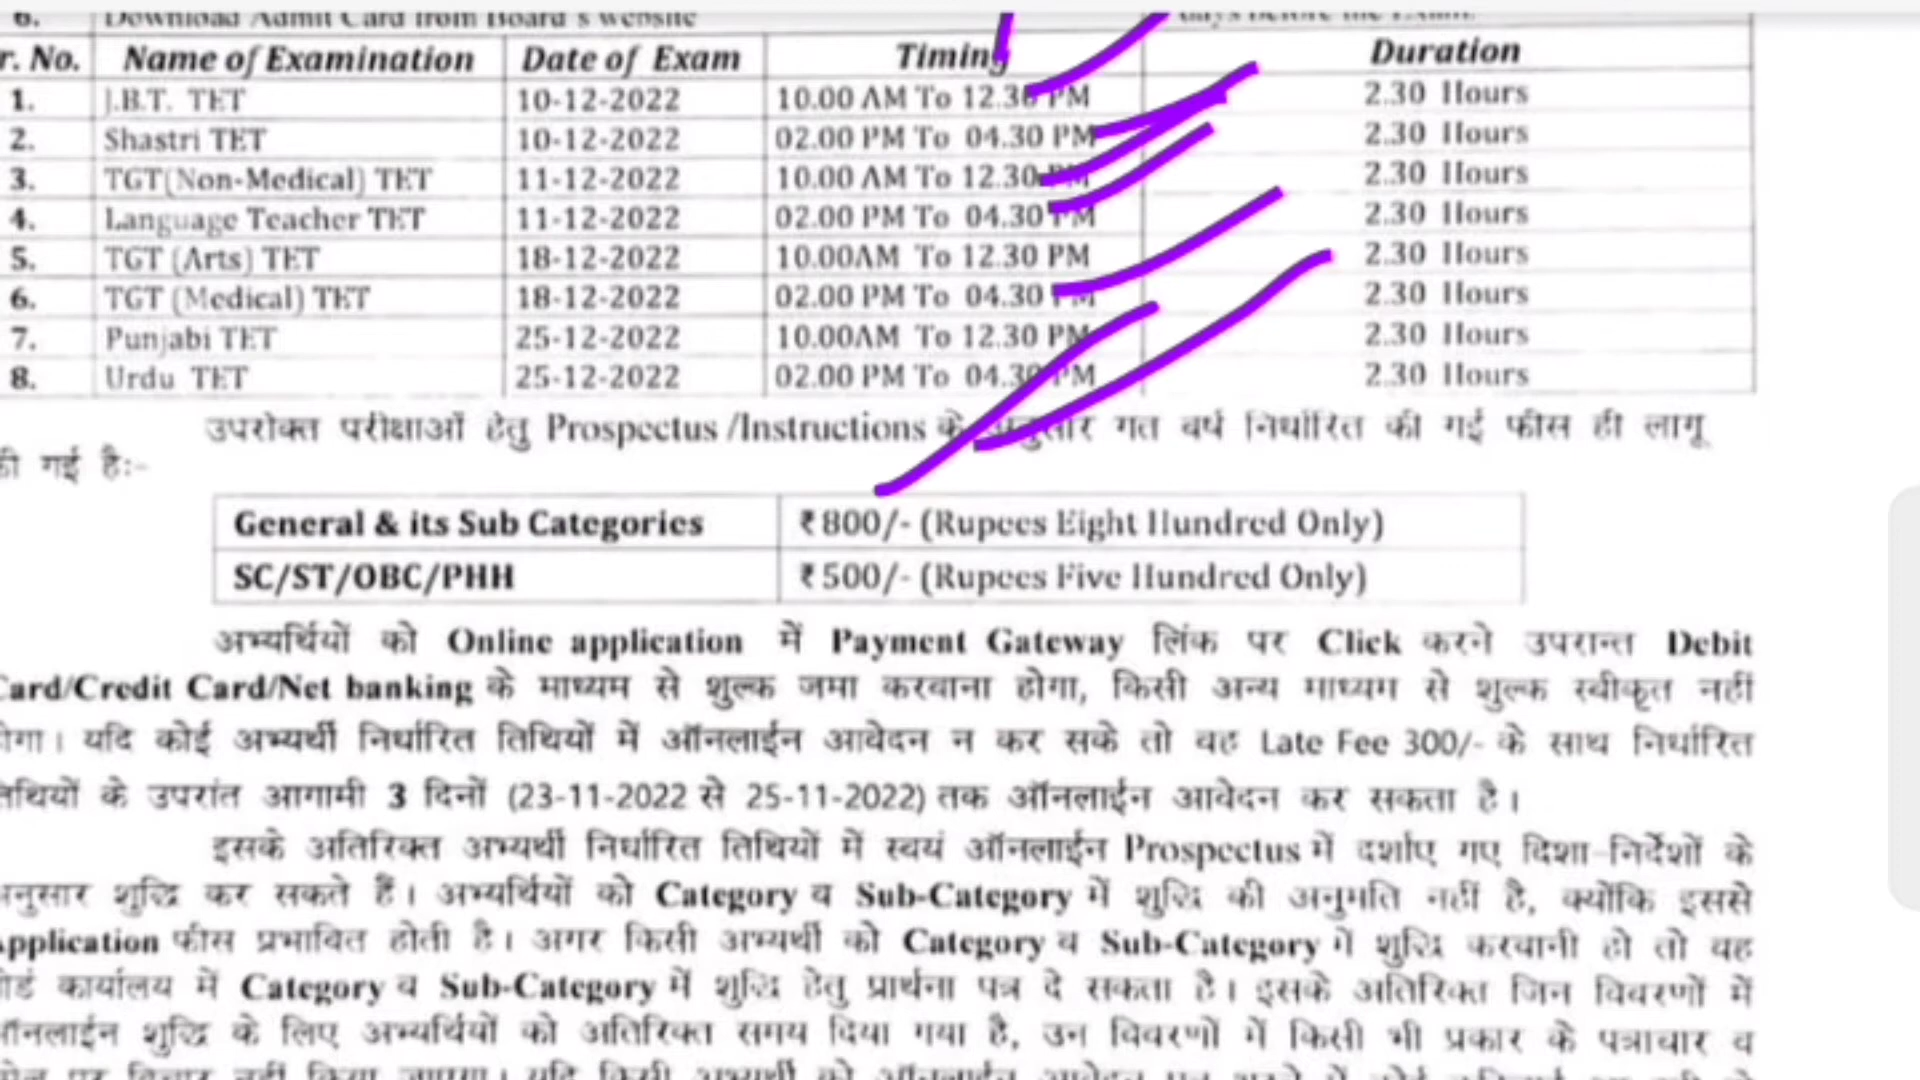 6. Download Admit Card from Board's website days before the Exam.
r. No. Name of Examination Date of Exam Timing Duration
1. J.B.T. TET 10-12-2022 10.00 AM To 12.30 PM 2.30 Hours
2. Shastri TET 10-12-2022 02.00 PM To 04.30 PM 2.30 Hours
3. TGT(Non-Medical) TET 11-12-2022 10.00 AM To 12.30 PM 2.30 Hours
4. Language Teacher TET 11-12-2022 02.00 PM To 04.30 PM 2.30 Hours
5. TGT (Arts) TET 18-12-2022 10.00AM To 12.30 PM 2.30 Hours
6. TGT (Medical) TET 18-12-2022 02.00 PM To 04.30 PM 2.30 Hours
7. Punjabi TET 25-12-2022 10.00AM To 12.30 PM 2.30 Hours
8. Urdu TET 25-12-2022 02.00 PM To 04.30 PM 2.30 Hours
उपरोक्त परीक्षाओं हेतु Prospectus /Instructions के अनुसार गत वर्ष निर्धारित की गई फीस ही लागू
की गई है:-
General & its Sub Categories ₹800/- (Rupees Eight Hundred Only)
SC/ST/OBC/PHH ₹500/- (Rupees Five Hundred Only)
अभ्यर्थियों को Online application में Payment Gateway लिंक पर Click करने उपरान्त Debit
Card/Credit Card/Net banking के माध्यम से शुल्क जमा करवाना होगा, किसी अन्य माध्यम से शुल्क स्वीकृत नहीं
होगा। यदि कोई अभ्यर्थी निर्धारित तिथियों में ऑनलाईन आवेदन न कर सके तो वह Late Fee 300/- के साथ निर्धारित
तिथियों के उपरांत आगामी 3 दिनों (23-11-2022 से 25-11-2022) तक ऑनलाईन आवेदन कर सकता है।
इसके अतिरिक्त अभ्यर्थी निर्धारित तिथियों में स्वयं ऑनलाईन Prospectus में दर्शाए गए दिशा-निर्देशों के
अनुसार शुद्धि कर सकते हैं। अभ्यर्थियों को Category व Sub-Category में शुद्धि की अनुमति नहीं है, क्योंकि इससे
Application फीस प्रभावित होती है। अगर किसी अभ्यर्थी को Category व Sub-Category में शुद्धि करवानी हो तो वह
बोर्ड कार्यालय में Category व Sub-Category में शुद्धि हेतु प्रार्थना पत्र दे सकता है। इसके अतिरिक्त जिन विवरणों में
ऑनलाईन शुद्धि के लिए अभ्यर्थियों को अतिरिक्त समय दिया गया है, उन विवरणों में किसी भी प्रकार के पत्राचार व